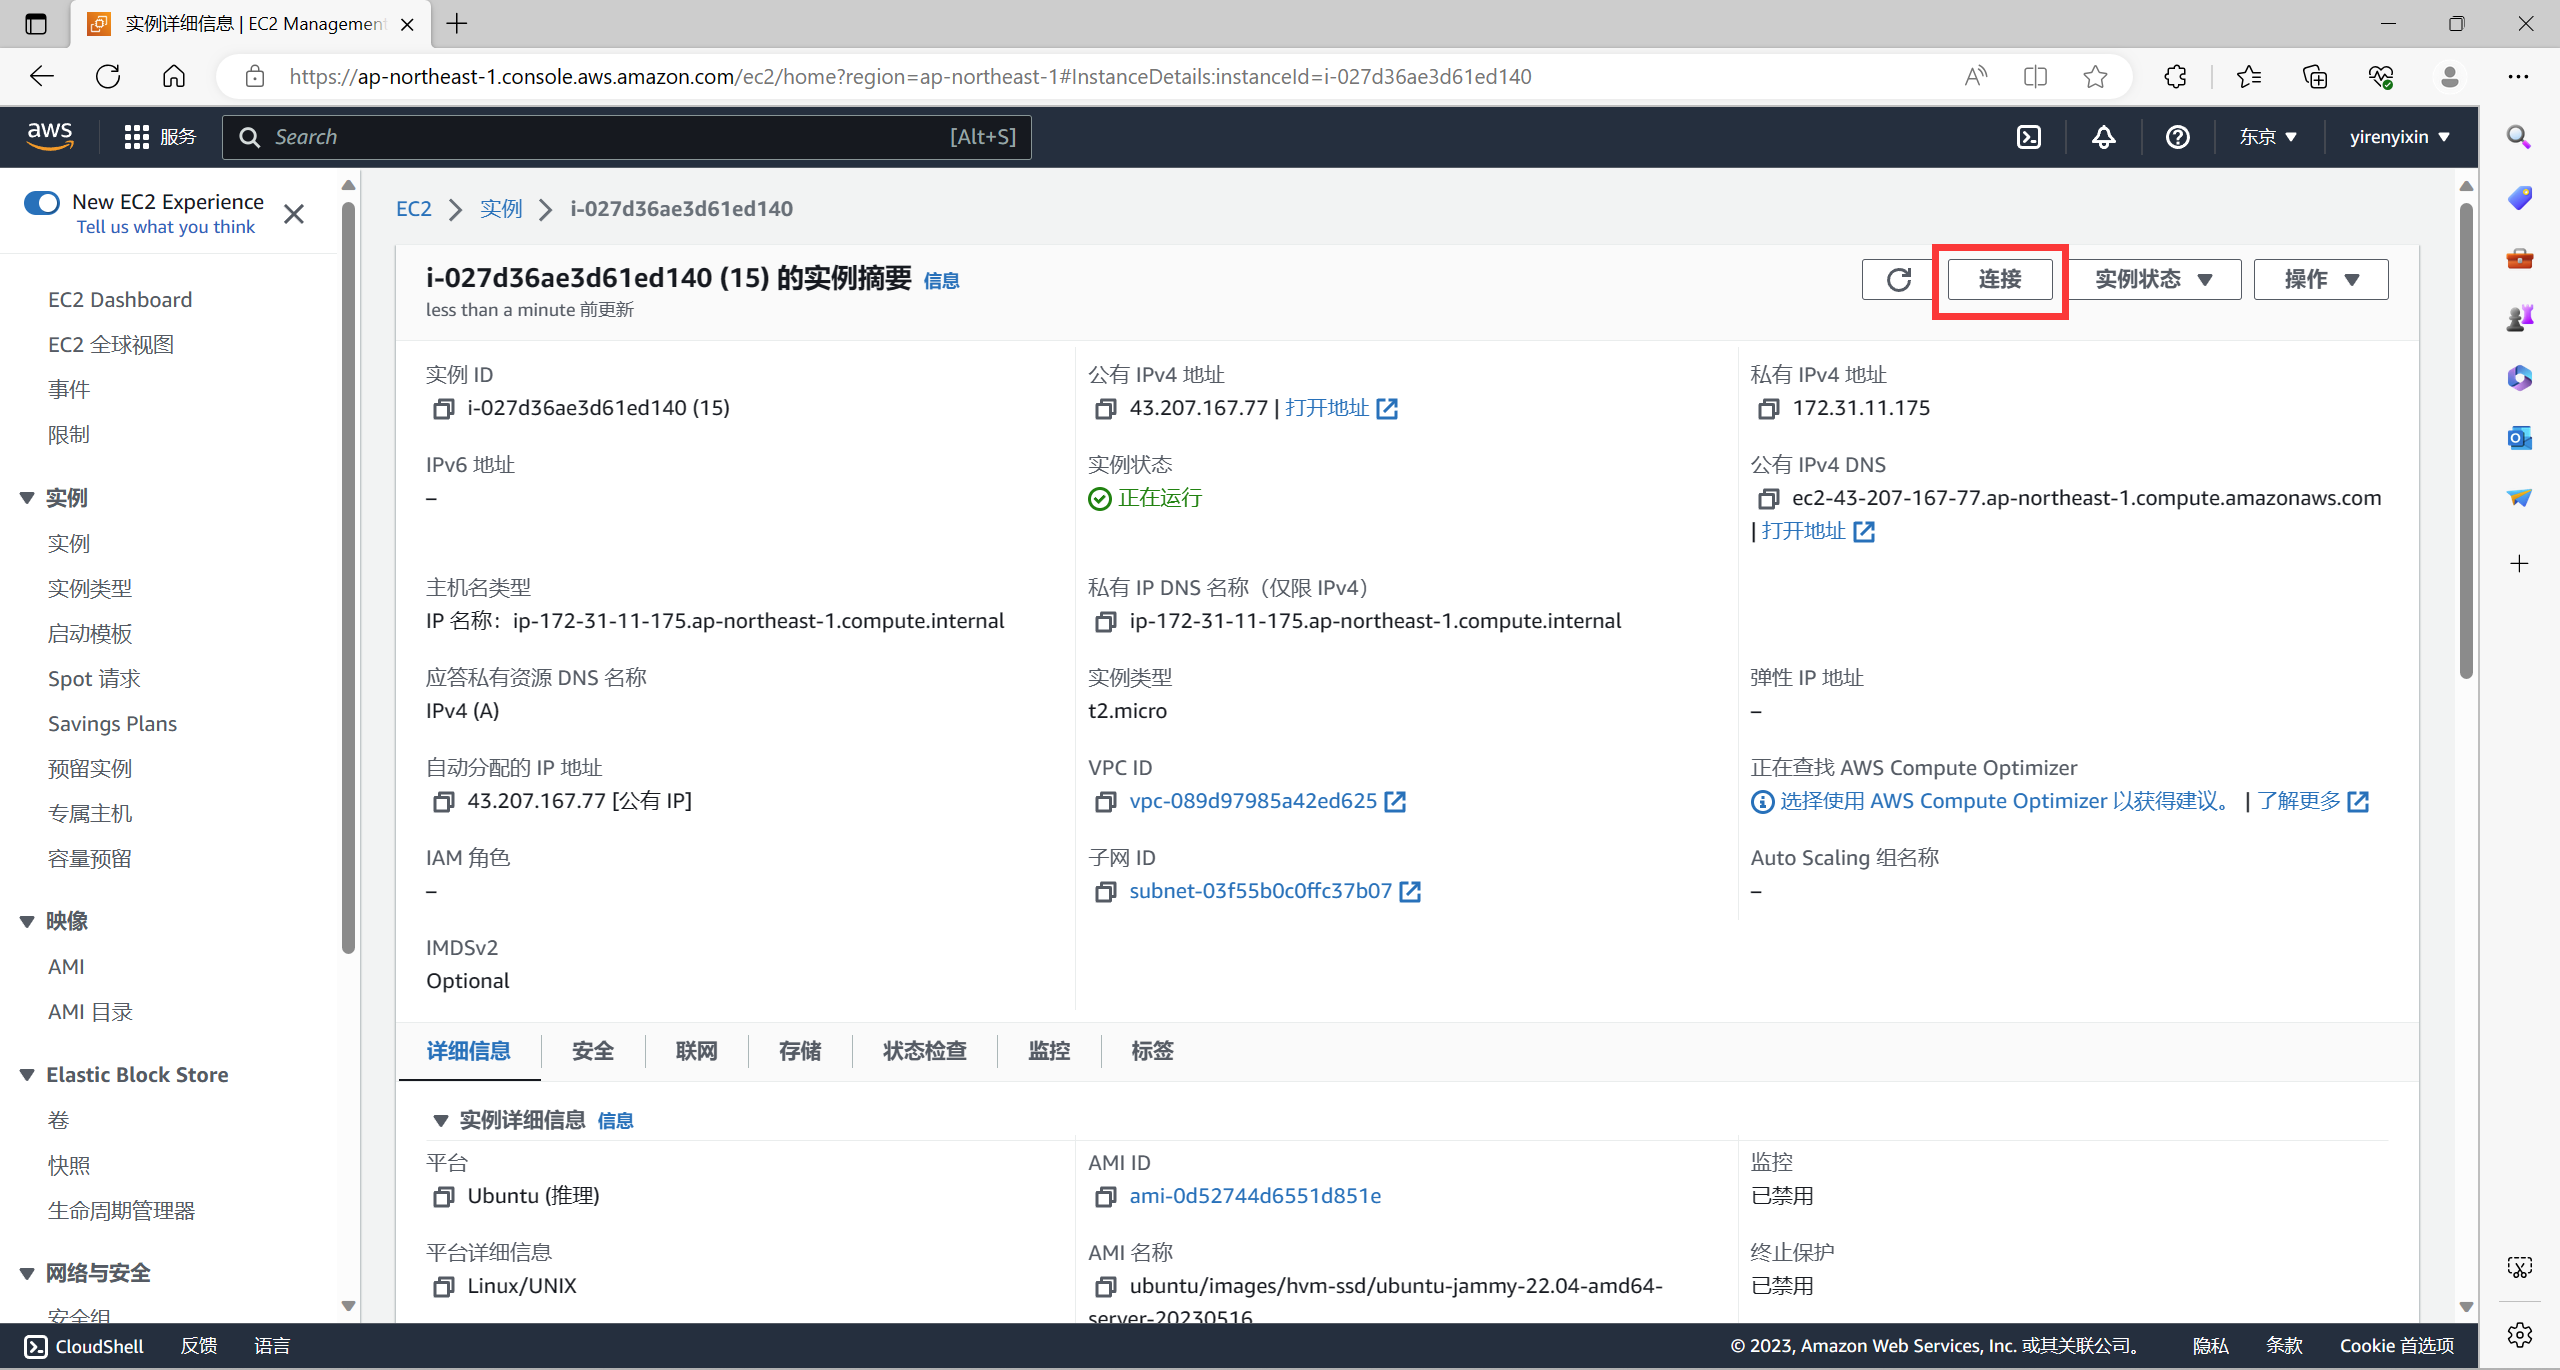 实例详细信息 | EC2 Management
https://ap-northeast-1.console.aws.amazon.com/ec2/home?region=ap-northeast-1#InstanceDetails:instanceId=i-027d36ae3d61ed140
aws
服务
Search
[Alt+S]
东京
yirenyixin
New EC2 Experience
Tell us what you think
EC2 Dashboard
EC2 全球视图
事件
限制
实例
实例
实例类型
启动模板
Spot 请求
Savings Plans
预留实例
专属主机
容量预留
映像
AMI
AMI 目录
Elastic Block Store
卷
快照
生命周期管理器
网络与安全
安全组
EC2 > 实例 > i-027d36ae3d61ed140
i-027d36ae3d61ed140 (15) 的实例摘要 信息
less than a minute 前更新
连接
实例状态
操作
实例 ID
i-027d36ae3d61ed140 (15)
公有 IPv4 地址
43.207.167.77 | 打开地址
私有 IPv4 地址
172.31.11.175
IPv6 地址
–
实例状态
正在运行
公有 IPv4 DNS
ec2-43-207-167-77.ap-northeast-1.compute.amazonaws.com
| 打开地址
主机名类型
IP 名称：ip-172-31-11-175.ap-northeast-1.compute.internal
私有 IP DNS 名称（仅限 IPv4）
ip-172-31-11-175.ap-northeast-1.compute.internal
应答私有资源 DNS 名称
IPv4 (A)
实例类型
t2.micro
弹性 IP 地址
–
自动分配的 IP 地址
43.207.167.77 [公有 IP]
VPC ID
vpc-089d97985a42ed625
正在查找 AWS Compute Optimizer
选择使用 AWS Compute Optimizer 以获得建议。 | 了解更多
IAM 角色
–
子网 ID
subnet-03f55b0c0ffc37b07
Auto Scaling 组名称
–
IMDSv2
Optional
详细信息
安全
联网
存储
状态检查
监控
标签
实例详细信息 信息
平台
Ubuntu (推理)
AMI ID
ami-0d52744d6551d851e
监控
已禁用
平台详细信息
Linux/UNIX
AMI 名称
ubuntu/images/hvm-ssd/ubuntu-jammy-22.04-amd64-
server-20230516
终止保护
已禁用
CloudShell
反馈
语言
© 2023, Amazon Web Services, Inc. 或其关联公司。
隐私
条款
Cookie 首选项